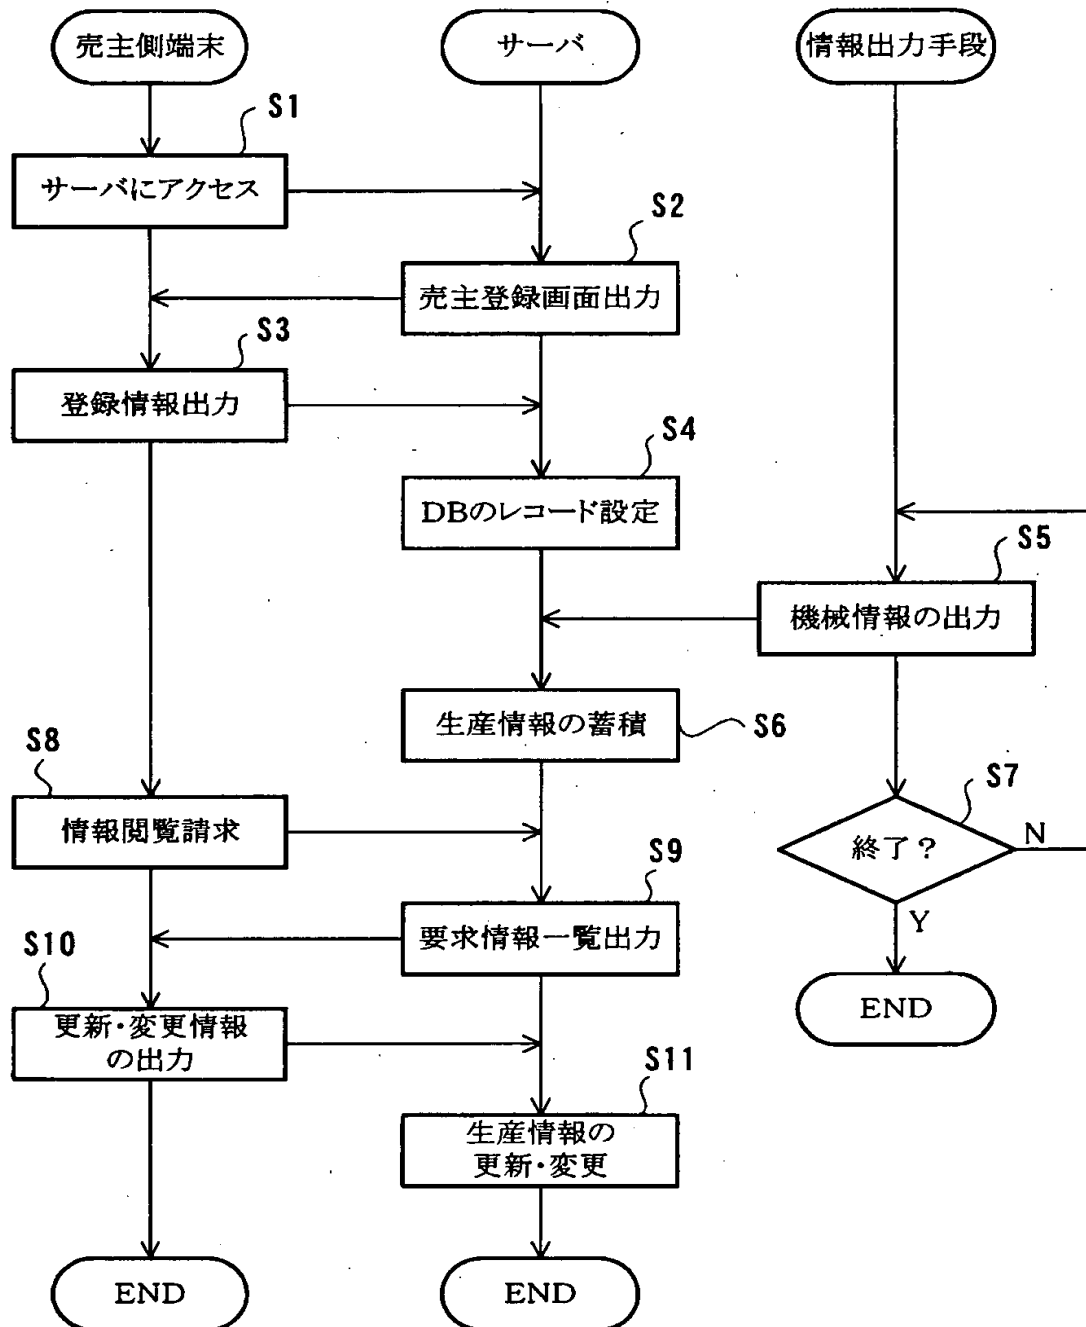 売主側端末
サーバ
情報出力手段
S1
サーバにアクセス
S2
売主登録画面出力
S3
登録情報出力
S4
DBのレコード設定
S5
機械情報の出力
生産情報の蓄積
S6
S7
終了?
N
Y
S8
情報閲覧請求
S9
要求情報一覧出力
S10
更新・変更情報
の出力
END
S11
生産情報の
更新・変更
END
END